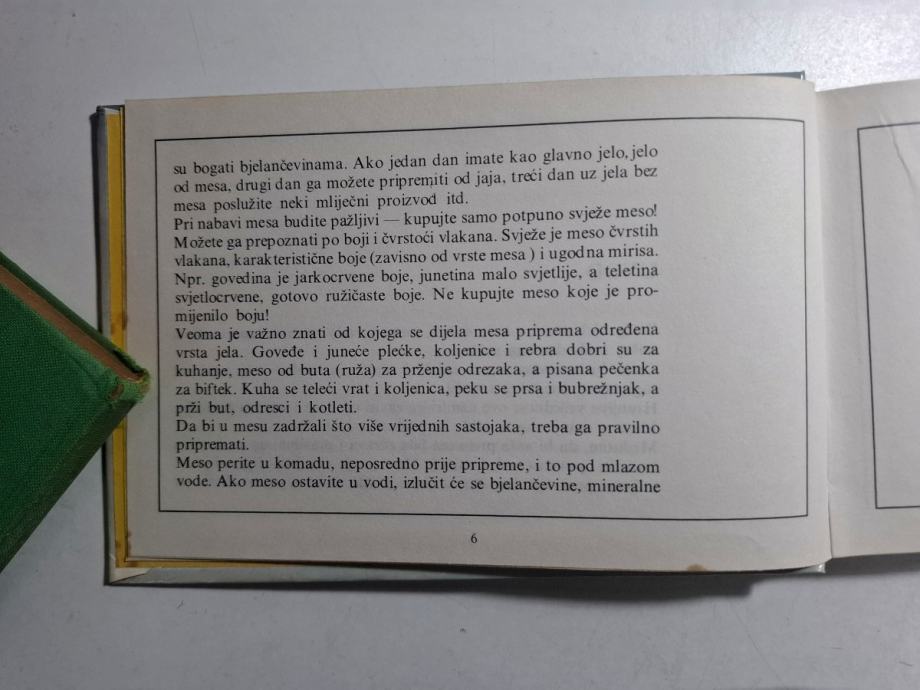 su bogati bjelančevinama. Ako jedan dan imate kao glavno jelo, jelo
od mesa, drugi dan ga možete pripremiti od jaja, treći dan uz jela bez
mesa poslužite neki mliječni proizvod itd.
Pri nabavi mesa budite pažljivi — kupujte samo potpuno svježe meso!
Možete ga prepoznati po boji i čvrstoći vlakana. Svježe je meso čvrstih
vlakana, karakteristične boje (zavisno od vrste mesa ) i ugodna mirisa.
Npr. govedina je jarkocrvene boje, junetina malo svjetlije, a teletina
svjetlocrvene, gotovo ružičaste boje. Ne kupujte meso koje je pro-
mijenilo boju!
Veoma je važno znati od kojega se dijela mesa priprema određena
vrsta jela. Goveđe i juneće plećke, koljenice i rebra dobri su za
kuhanje, meso od buta (ruža) za prženje odrezaka, a pisana pečenka
za biftek. Kuha se teleći vrat i koljenica, peku se prsa i bubrežnjak, a
prži but, odresci i kotleti.
Da bi u mesu zadržali što više vrijednih sastojaka, treba ga pravilno
pripremati.
Meso perite u komadu, neposredno prije pripreme, i to pod mlazom
vode. Ako meso ostavite u vodi, izlučit će se bjelančevine, mineralne
6